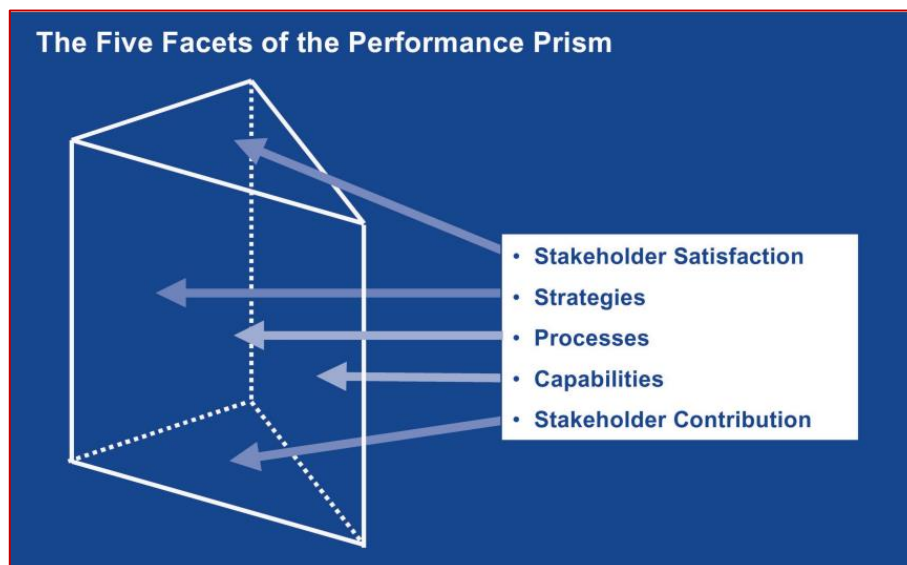 The Five Facets of the Performance Prism
• Stakeholder Satisfaction
• Strategies
• Processes
• Capabilities
• Stakeholder Contribution